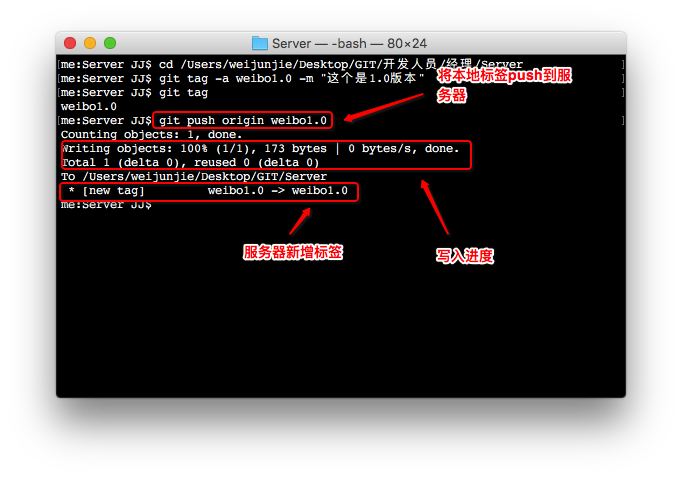 Server — -bash — 80×24
[me:Server JJ$ cd /Users/weijunjie/Desktop/GIT/开发人员/经理/Server ]
[me:Server JJ$ git tag -a weibo1.0 -m "这个是1.0版本" ]
[me:Server JJ$ git tag ]
weibo1.0
[me:Server JJ$ git push origin weibo1.0 ]
Counting objects: 1, done.
Writing objects: 100% (1/1), 173 bytes | 0 bytes/s, done.
Total 1 (delta 0), reused 0 (delta 0)
To /Users/weijunjie/Desktop/GIT/Server
* [new tag] weibo1.0 -> weibo1.0
me:Server JJ$
将本地标签push到服
务器
服务器新增标签
写入进度